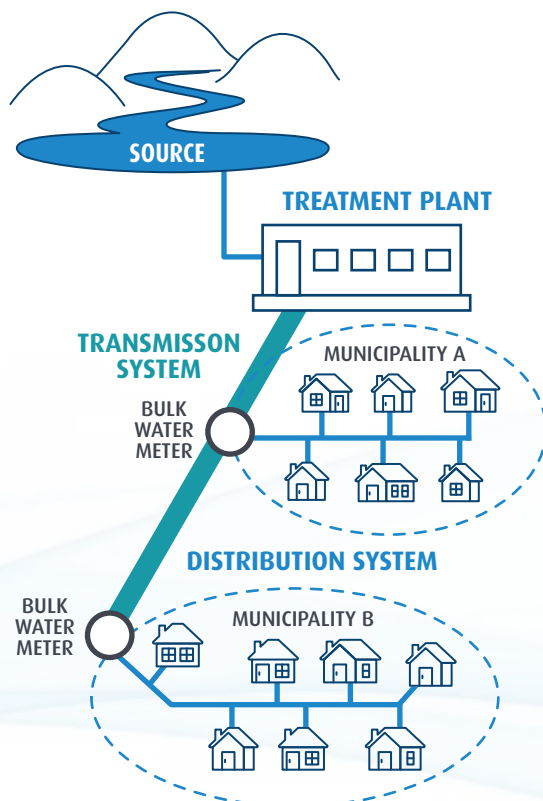 SOURCE
TREATMENT PLANT
TRANSMISSON
SYSTEM
MUNICIPALITY A
BULK
WATER
METER
DISTRIBUTION SYSTEM
BULK
WATER
METER
MUNICIPALITY B